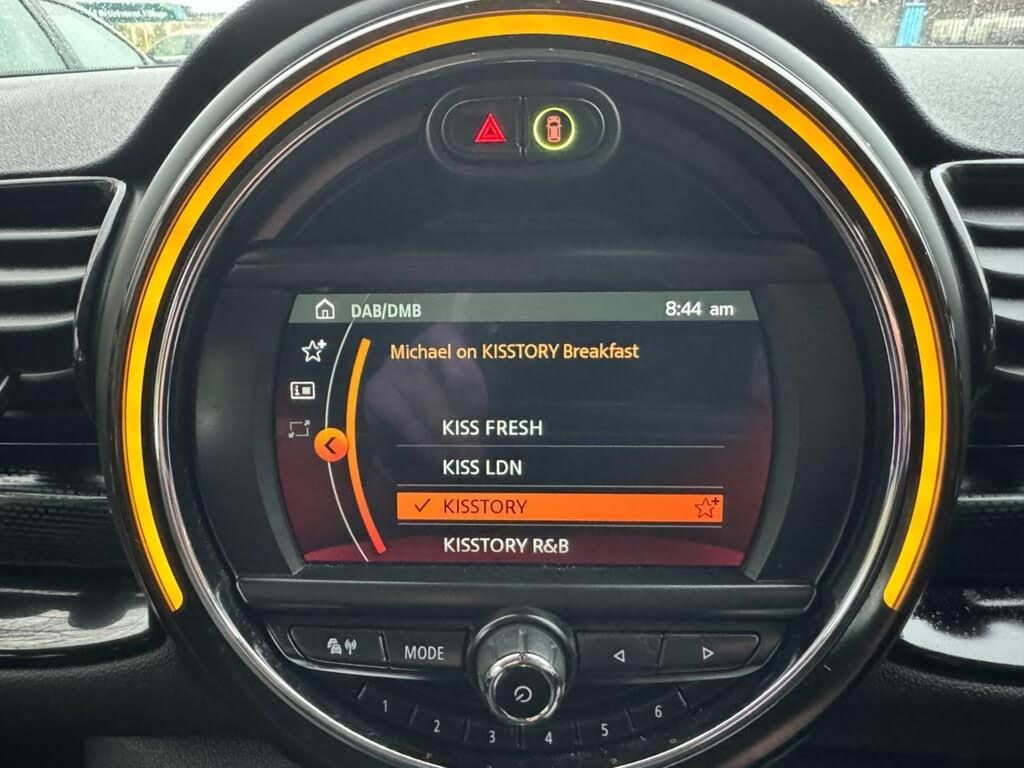 DAB/DMB 8:44 am
Michael on KISSTORY Breakfast
KISS FRESH
KISS LDN
KISSTORY
KISSTORY R&B
MODE
1 2 3 4 5 6